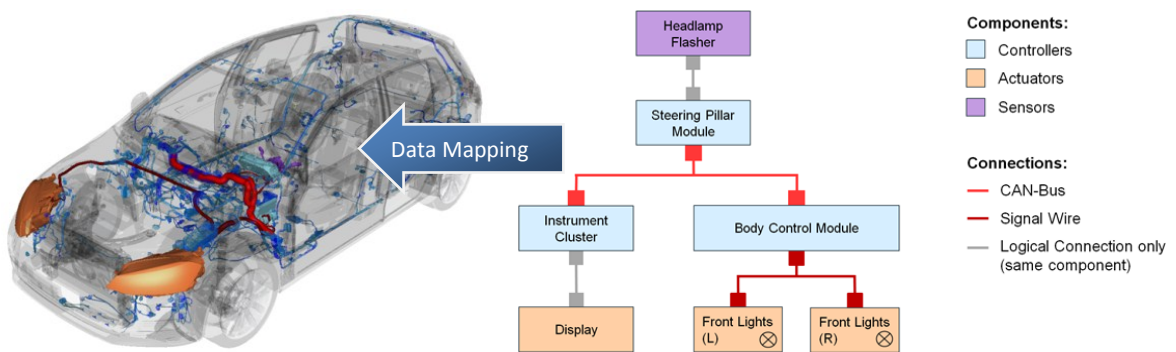 Data Mapping
Headlamp
Flasher
Steering Pillar
Module
Instrument
Cluster
Body Control Module
Display
Front Lights
(L)
Front Lights
(R)
Components:
Controllers
Actuators
Sensors
Connections:
CAN-Bus
Signal Wire
Logical Connection only
(same component)